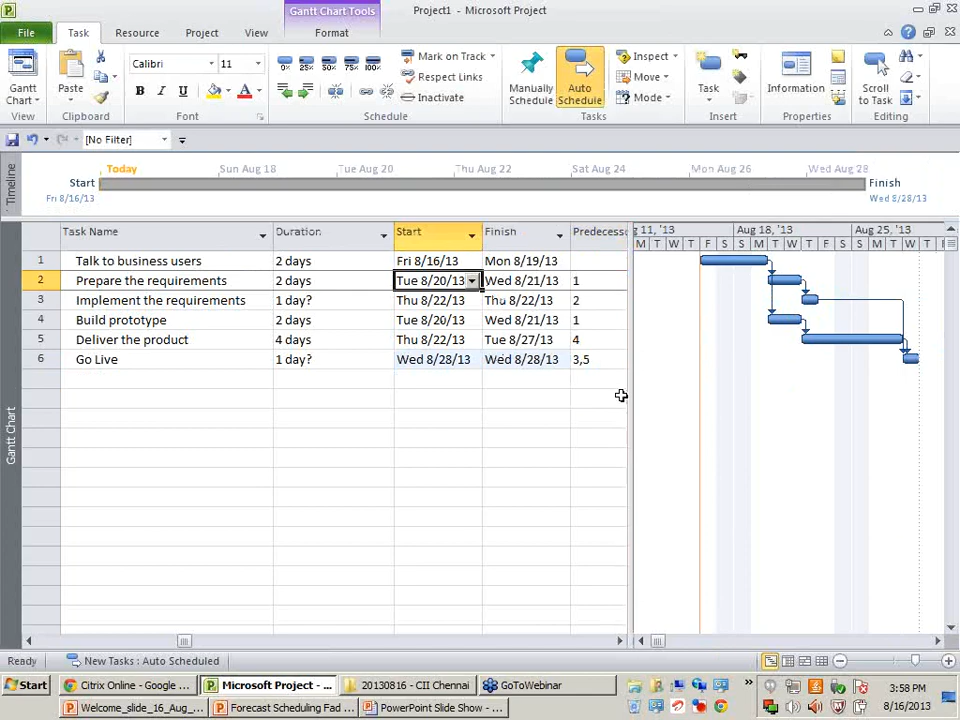 Gantt Chart Tools
Project1 - Microsoft Project
File
Task
Resource
Project
View
Format
Gantt
Chart
View
Paste
Clipboard
Calibri
11
B I U A
Font
0% 25% 50% 75% 100%
Mark on Track
Respect Links
Inactivate
Schedule
Manually
Schedule
Auto
Schedule
Inspect
Move
Mode
Tasks
Task
Insert
Information
Properties
Scroll
to Task
Editing
[No Filter]
Timeline
Today
Sun Aug 18
Tue Aug 20
Thu Aug 22
Sat Aug 24
Mon Aug 26
Wed Aug 28
Start
Fri 8/16/13
Finish
Wed 8/28/13
Gantt Chart
Task Name Duration Start Finish Predecesso
1 Talk to business users 2 days Fri 8/16/13 Mon 8/19/13
2 Prepare the requirements 2 days Tue 8/20/13 Wed 8/21/13 1
3 Implement the requirements 1 day? Thu 8/22/13 Thu 8/22/13 2
4 Build prototype 2 days Tue 8/20/13 Wed 8/21/13 1
5 Deliver the product 4 days Thu 8/22/13 Tue 8/27/13 4
6 Go Live 1 day? Wed 8/28/13 Wed 8/28/13 3,5
g 11, '13 Aug 18, '13 Aug 25, '13
M T W T F S S M T W T F S S M T W T
Ready
New Tasks : Auto Scheduled
Start
Citrix Online - Google ...
Microsoft Project - ...
20130816 - CII Chennai
GoToWebinar
Welcome_slide_16_Aug_...
Forecast Scheduling Fad ...
PowerPoint Slide Show - ...
3:58 PM
8/16/2013